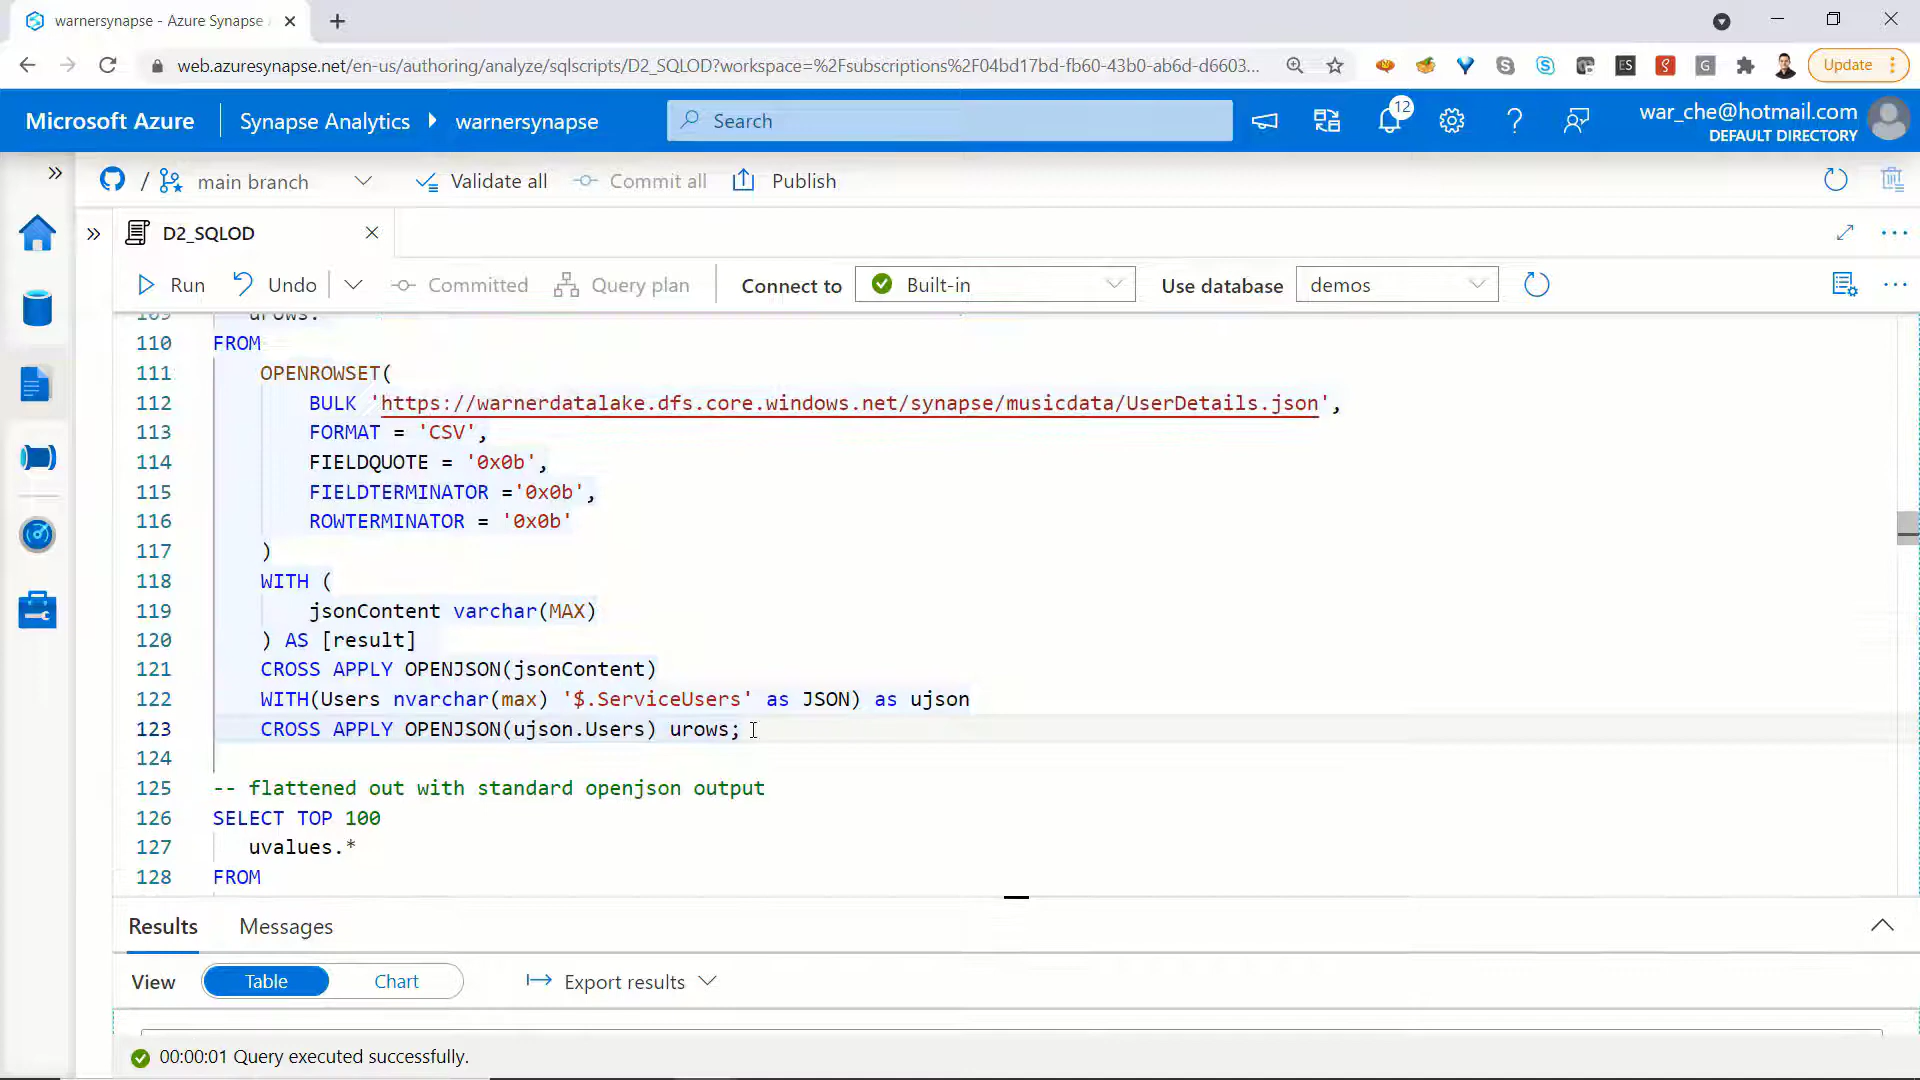 warnersynapse - Azure Synapse A
web.azuresynapse.net/en-us/authoring/analyze/sqlscripts/D2_SQLOD?workspace=%2Fsubscriptions%2F04bd17bd-fb60-43b0-ab6d-d6603...
ES
G
Update
Microsoft Azure
Synapse Analytics
warnersynapse
Search
12
war_che@hotmail.com
DEFAULT DIRECTORY
/ main branch
Validate all
Commit all
Publish
D2_SQLOD
Run
Undo
Committed
Query plan
Connect to
Built-in
Use database
demos
109 urows.
110 FROM
111 OPENROWSET(
112 BULK 'https://warnerdatalake.dfs.core.windows.net/synapse/musicdata/UserDetails.json',
113 FORMAT = 'CSV',
114 FIELDQUOTE = '0x0b',
115 FIELDTERMINATOR ='0x0b',
116 ROWTERMINATOR = '0x0b'
117 )
118 WITH (
119 jsonContent varchar(MAX)
120 ) AS [result]
121 CROSS APPLY OPENJSON(jsonContent)
122 WITH(Users nvarchar(max) '$.ServiceUsers' as JSON) as ujson
123 CROSS APPLY OPENJSON(ujson.Users) urows;
124
125 -- flattened out with standard openjson output
126 SELECT TOP 100
127 uvalues.*
128 FROM
Results
Messages
View
Table
Chart
Export results
00:00:01 Query executed successfully.